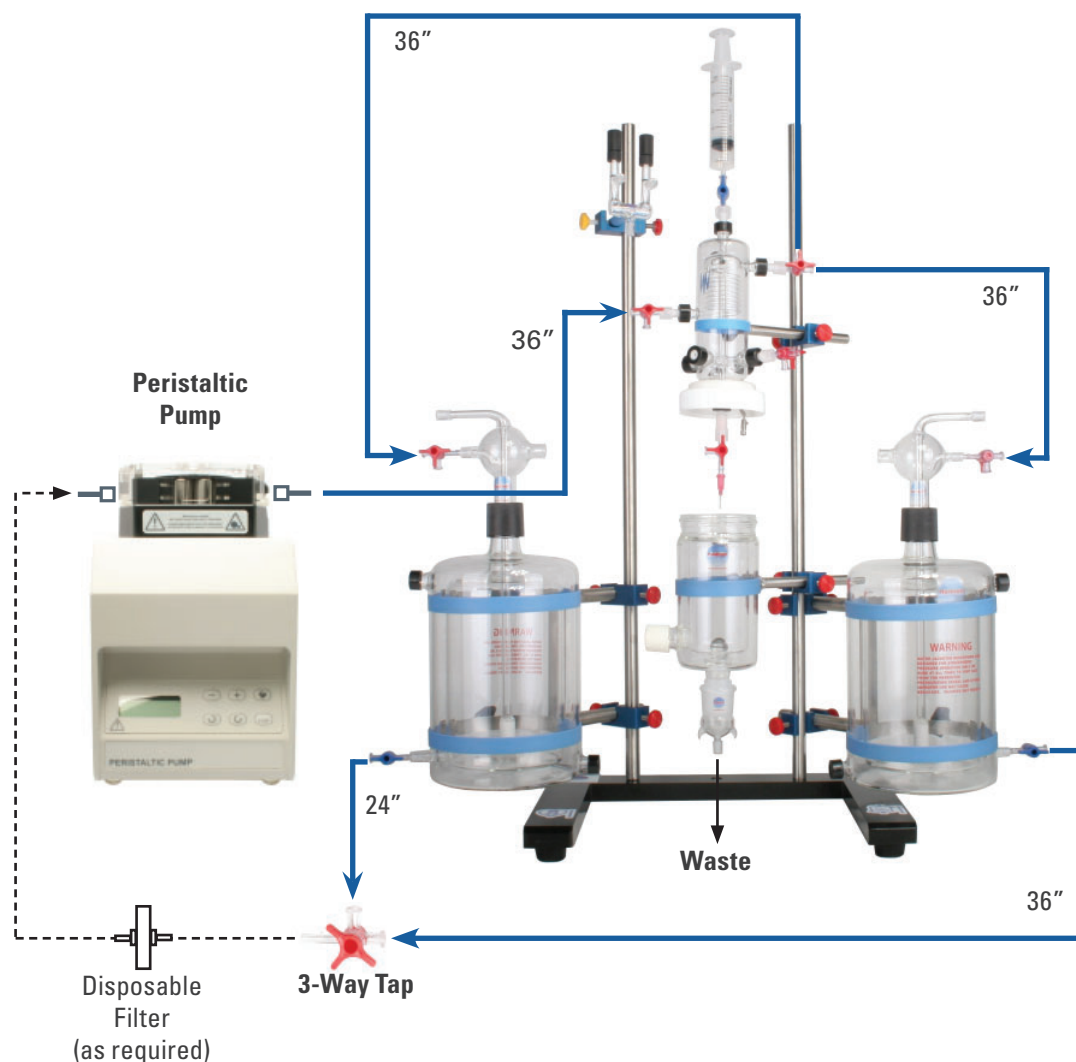 36″
36″
36″
Peristaltic
Pump
WARNING
PERISTALTIC PUMP
24″
Waste
36″
3-Way Tap
Disposable
Filter
(as required)